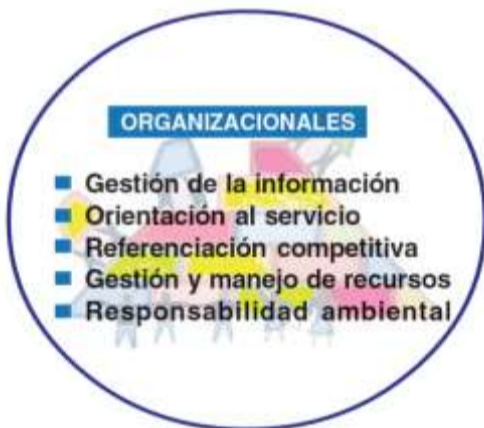 ORGANIZACIONALES
Gestión de la información
Orientación al servicio
Referenciación competitiva
Gestión y manejo de recursos
Responsabilidad ambiental